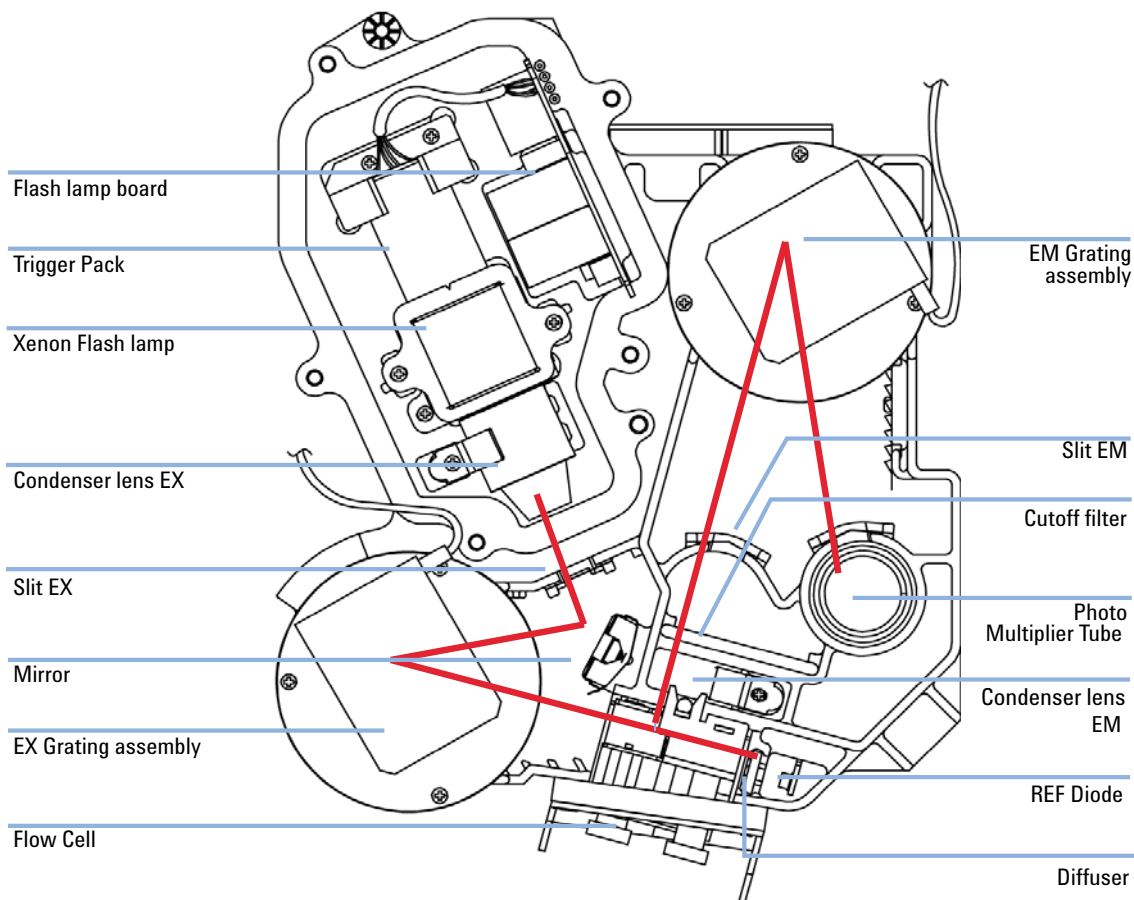 Flash lamp board
Trigger Pack
Xenon Flash lamp
Condenser lens EX
Slit EX
Mirror
EX Grating assembly
Flow Cell
EM Grating
assembly
Slit EM
Cutoff filter
Photo
Multiplier Tube
Condenser lens
EM
REF Diode
Diffuser